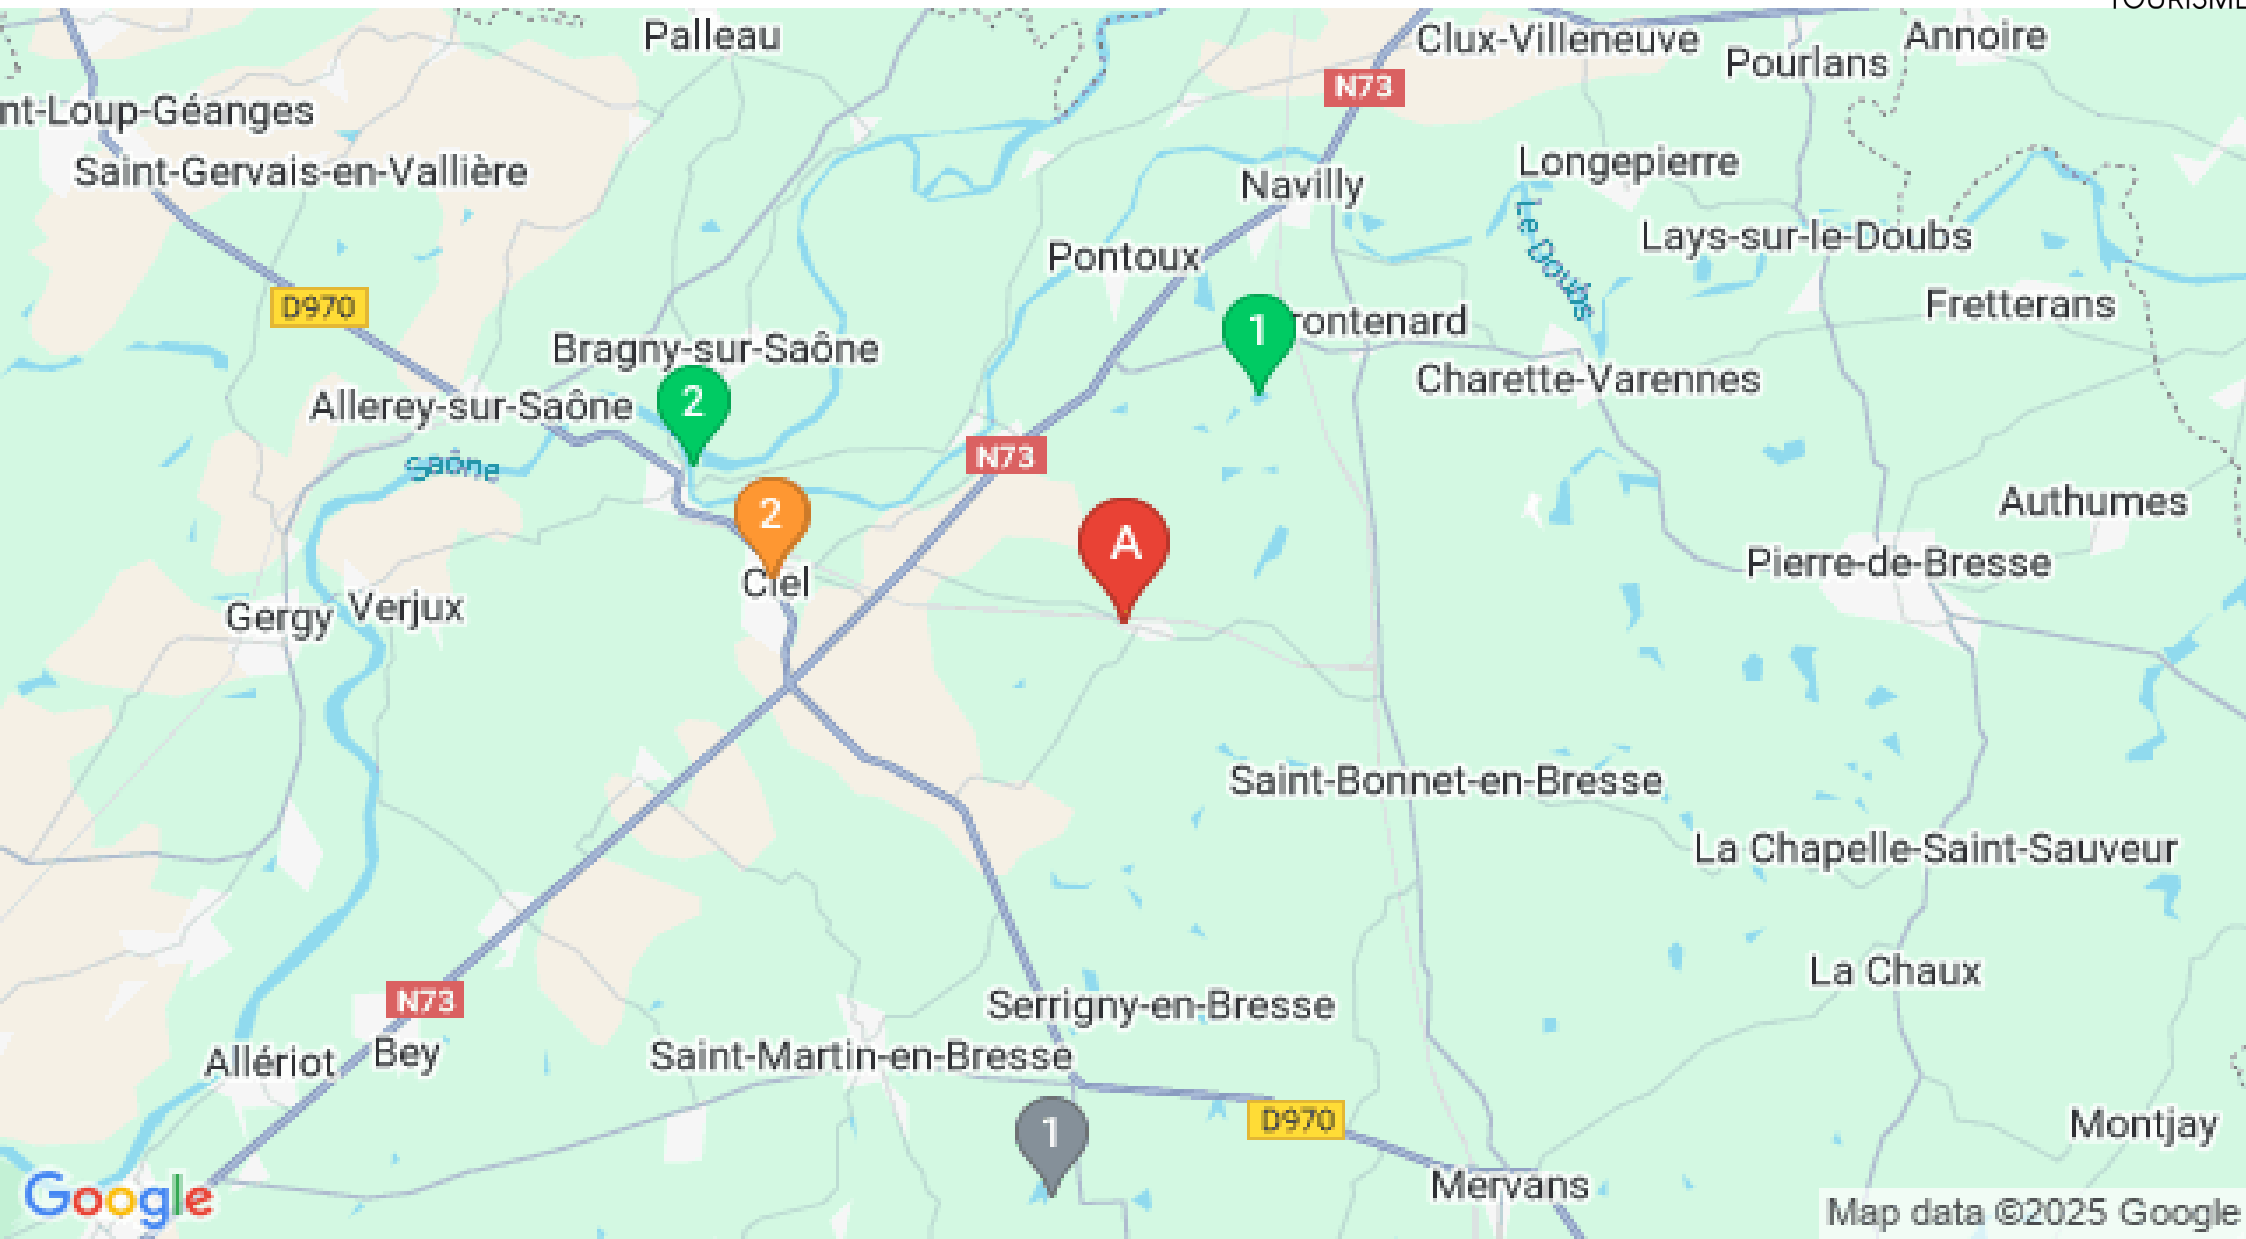 TOURISME
Palleau
Clux-Villeneuve
Annoire
Pourlans
N73
nt-Loup-Géanges
Saint-Gervais-en-Vallière
Longepierre
Navilly
Le Doubs
Lays-sur-le-Doubs
Pontoux
D970
Fretterans
1
rontenard
Bragny-sur-Saône
Charette-Varennes
2
Allerey-sur-Saône
N73
Saône
Authumes
2
A
Pierre-de-Bresse
Ciel
Gergy
Verjux
Saint-Bonnet-en-Bresse
La Chapelle-Saint-Sauveur
La Chaux
N73
Serrigny-en-Bresse
Allériot
Bey
Saint-Martin-en-Bresse
D970
Montjay
1
Mervans
Google
Map data ©2025 Google